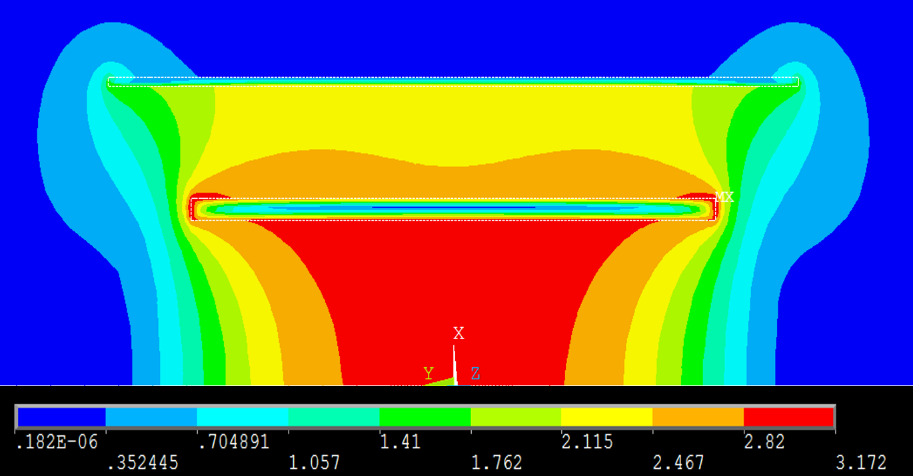 MX
X
Y Z
.182E-06 .704891 1.41 2.115 2.82
.352445 1.057 1.762 2.467 3.172